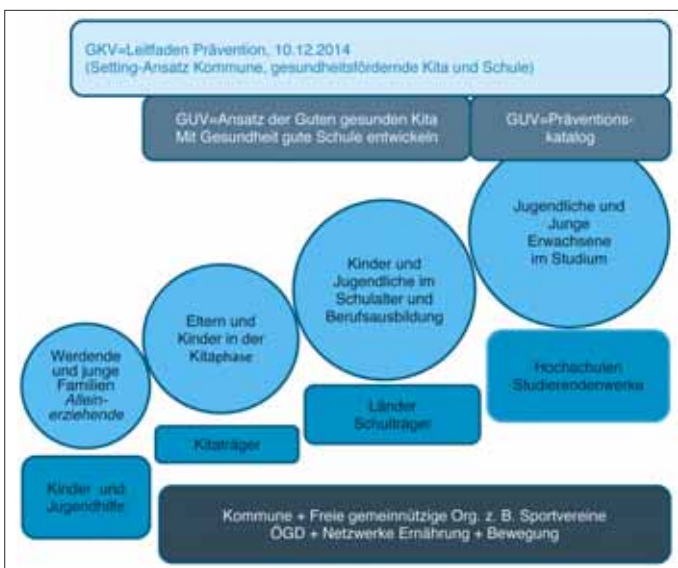 GKV=Leitfaden Prävention, 10.12.2014
(Setting-Ansatz Kommune, gesundheitsfördernde Kita und Schule)
GUV=Ansatz der Guten gesunden Kita
Mit Gesundheit gute Schule entwickeln
GUV=Präventions-
katalog
Jugendliche und
Junge
Erwachsene
im Studium
Kinder und
Jugendliche im
Schulalter und
Berufsausbildung
Eltern und
Kinder in der
Kitaphase
Werdende
und junge
Familien
Allein-
erziehende
Hochschulen
Studierendenwerke
Länder
Schulträger
Kitaträger
Kinder und
Jugendhilfe
Kommune + Freie gemeinnützige Org. z. B. Sportvereine
ÖGD + Netzwerke Ernährung + Bewegung